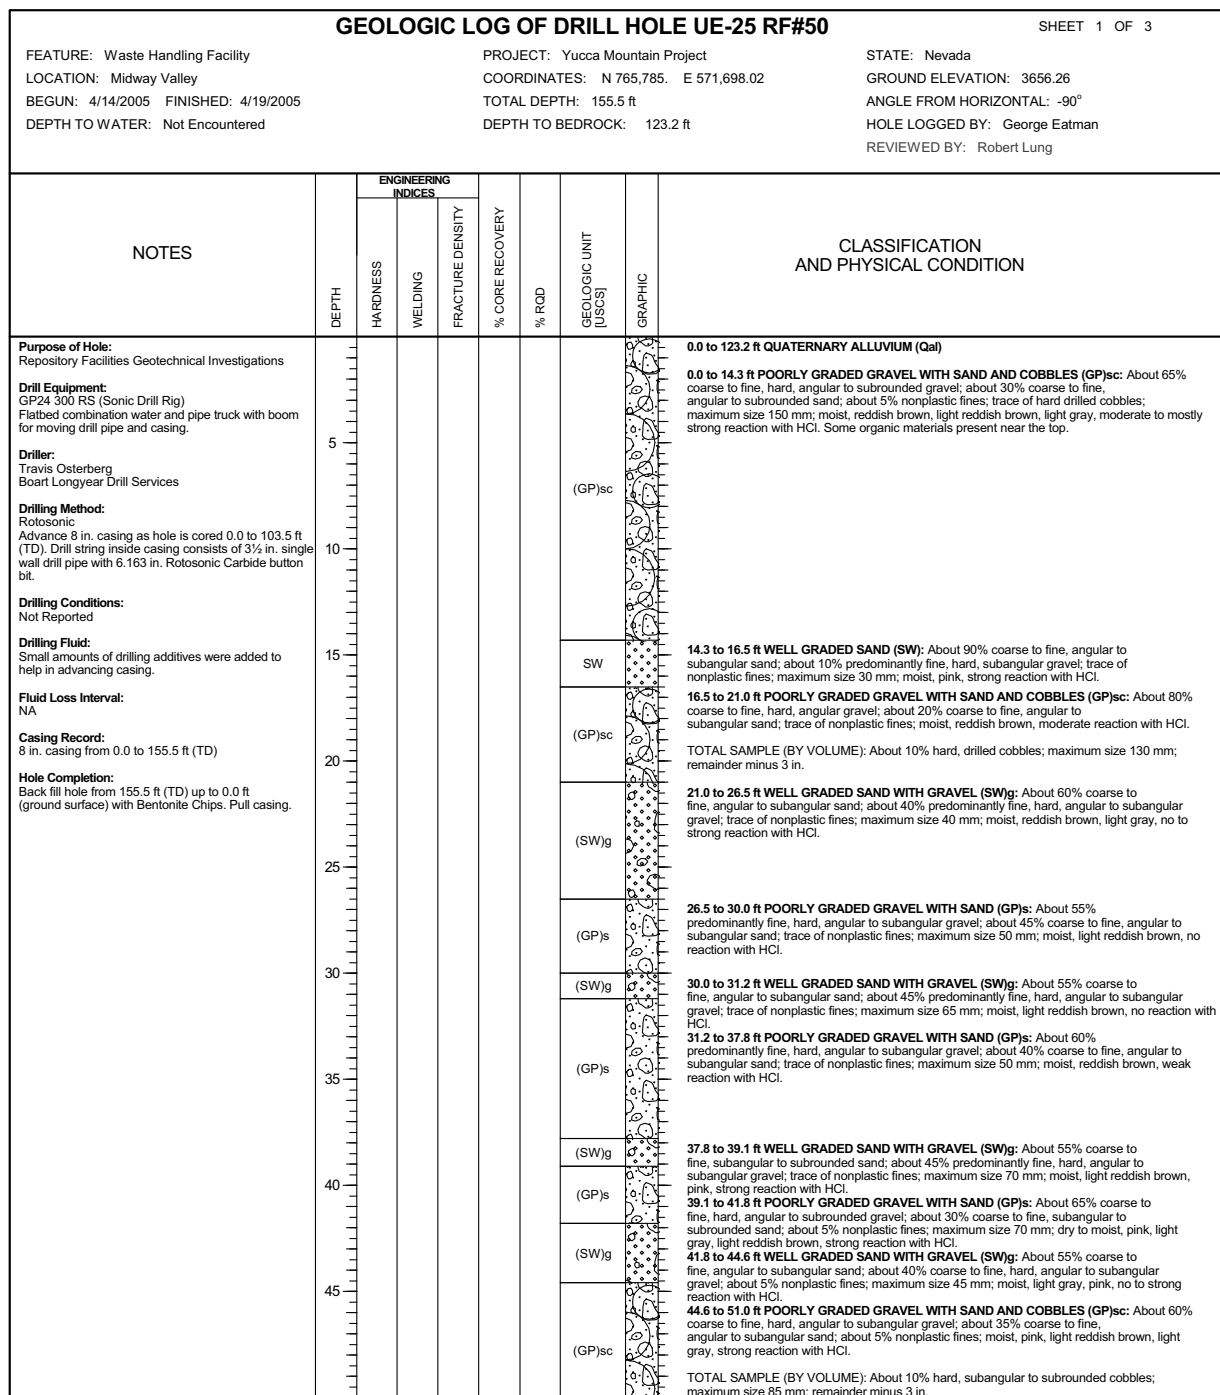 GEOLOGIC LOG OF DRILL HOLE UE-25 RF#50
SHEET 1 OF 3
FEATURE: Waste Handling Facility
PROJECT: Yucca Mountain Project
STATE: Nevada
LOCATION: Midway Valley
COORDINATES: N 765,785. E 571,698.02
GROUND ELEVATION: 3656.26
BEGUN: 4/14/2005 FINISHED: 4/19/2005
TOTAL DEPTH: 155.5 ft
ANGLE FROM HORIZONTAL: -90°
DEPTH TO WATER: Not Encountered
DEPTH TO BEDROCK: 123.2 ft
HOLE LOGGED BY: George Eatman
REVIEWED BY: Robert Lung
NOTES
DEPTH
ENGINEERING
INDICES
HARDNESS
WELDING
FRACTURE DENSITY
% CORE RECOVERY
% RQD
GEOLOGIC UNIT
[USCS]
GRAPHIC
CLASSIFICATION
AND PHYSICAL CONDITION
Purpose of Hole:
Repository Facilities Geotechnical Investigations
Drill Equipment:
GP24 300 RS (Sonic Drill Rig)
Flatbed combination water and pipe truck with boom
for moving drill pipe and casing.
Driller:
Travis Osterberg
Boart Longyear Drill Services
Drilling Method:
Rotosonic
Advance 8 in. casing as hole is cored 0.0 to 103.5 ft
(TD). Drill string inside casing consists of 3½ in. single
wall drill pipe with 6.163 in. Rotosonic Carbide button
bit.
Drilling Conditions:
Not Reported
Drilling Fluid:
Small amounts of drilling additives were added to
help in advancing casing.
Fluid Loss Interval:
NA
Casing Record:
8 in. casing from 0.0 to 155.5 ft (TD)
Hole Completion:
Back fill hole from 155.5 ft (TD) up to 0.0 ft
(ground surface) with Bentonite Chips. Pull casing.
5
10
15
20
25
30
35
40
45
(GP)sc
SW
(GP)sc
(SW)g
(GP)s
(SW)g
(GP)s
(SW)g
(GP)s
(SW)g
(GP)sc
0.0 to 123.2 ft QUATERNARY ALLUVIUM (Qal)
0.0 to 14.3 ft POORLY GRADED GRAVEL WITH SAND AND COBBLES (GP)sc: About 65%
coarse to fine, hard, angular to subrounded gravel; about 30% coarse to fine,
angular to subrounded sand; about 5% nonplastic fines; trace of hard drilled cobbles;
maximum size 150 mm; moist, reddish brown, light reddish brown, light gray, moderate to mostly
strong reaction with HCl. Some organic materials present near the top.
14.3 to 16.5 ft WELL GRADED SAND (SW): About 90% coarse to fine, angular to
subangular sand; about 10% predominantly fine, hard, subangular gravel; trace of
nonplastic fines; maximum size 30 mm; moist, pink, strong reaction with HCl.
16.5 to 21.0 ft POORLY GRADED GRAVEL WITH SAND AND COBBLES (GP)sc: About 80%
coarse to fine, hard, angular gravel; about 20% coarse to fine, angular to
subangular sand; trace of nonplastic fines; moist, reddish brown, moderate reaction with HCl.
TOTAL SAMPLE (BY VOLUME): About 10% hard, drilled cobbles; maximum size 130 mm;
remainder minus 3 in.
21.0 to 26.5 ft WELL GRADED SAND WITH GRAVEL (SW)g: About 60% coarse to
fine, angular to subangular sand; about 40% predominantly fine, hard, angular to subangular
gravel; trace of nonplastic fines; maximum size 40 mm; moist, reddish brown, light gray, no to
strong reaction with HCl.
26.5 to 30.0 ft POORLY GRADED GRAVEL WITH SAND (GP)s: About 55%
predominantly fine, hard, angular to subangular gravel; about 45% coarse to fine, angular to
subangular sand; trace of nonplastic fines; maximum size 50 mm; moist, light reddish brown, no
reaction with HCl.
30.0 to 31.2 ft WELL GRADED SAND WITH GRAVEL (SW)g: About 55% coarse to
fine, angular to subangular sand; about 45% predominantly fine, hard, angular to subangular
gravel; trace of nonplastic fines; maximum size 65 mm; moist, light reddish brown, no reaction with
HCl.
31.2 to 37.8 ft POORLY GRADED GRAVEL WITH SAND (GP)s: About 60%
predominantly fine, hard, angular to subangular gravel; about 40% coarse to fine, angular to
subangular sand; trace of nonplastic fines; maximum size 50 mm; moist, reddish brown, weak
reaction with HCl.
37.8 to 39.1 ft WELL GRADED SAND WITH GRAVEL (SW)g: About 55% coarse to
fine, subangular to subrounded sand; about 45% predominantly fine, hard, angular to
subangular gravel; trace of nonplastic fines; maximum size 70 mm; moist, light reddish brown,
pink, strong reaction with HCl.
39.1 to 41.8 ft POORLY GRADED GRAVEL WITH SAND (GP)s: About 65% coarse to
fine, hard, angular to subrounded gravel; about 30% coarse to fine, subangular to
subrounded sand; about 5% nonplastic fines; maximum size 70 mm; dry to moist, pink, light
gray, light reddish brown, strong reaction with HCl.
41.8 to 44.6 ft WELL GRADED SAND WITH GRAVEL (SW)g: About 55% coarse to
fine, angular to subangular sand; about 40% coarse to fine, hard, angular to subangular
gravel; about 5% nonplastic fines; maximum size 45 mm; moist, light gray, pink, no to strong
reaction with HCl.
44.6 to 51.0 ft POORLY GRADED GRAVEL WITH SAND AND COBBLES (GP)sc: About 60%
coarse to fine, hard, angular to subangular gravel; about 35% coarse to fine,
angular to subangular sand; about 5% nonplastic fines; moist, pink, light reddish brown, light
gray, strong reaction with HCl.
TOTAL SAMPLE (BY VOLUME): About 10% hard, subangular to subrounded cobbles;
maximum size 85 mm; remainder minus 3 in.